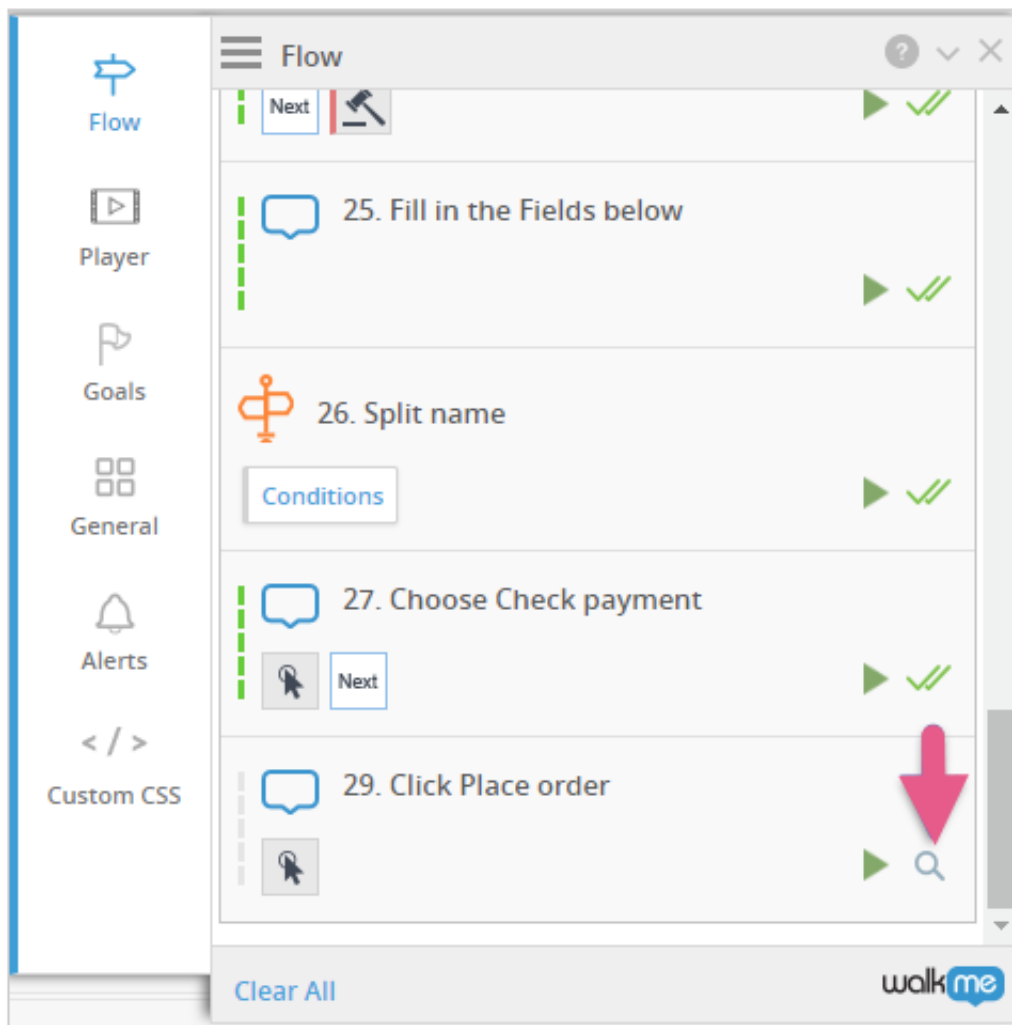 Flow
Flow
Next
Player
25. Fill in the Fields below
Goals
26. Split name
Conditions
General
27. Choose Check payment
Alerts
Next
</>
Custom CSS
29. Click Place order
Clear All
walkme